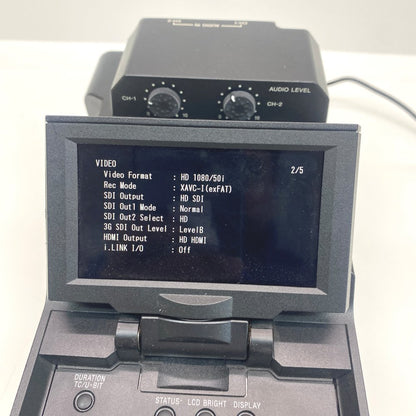 AUDIO LEVEL
CH-1
CH-2
VIDEO 2/5
Video Format : HD 1080/50i
Rec Mode : XAVC-I(exFAT)
SDI Output : HD SDI
SDI Out1 Mode : Normal
SDI Out2 Select : HD
3G SDI Out Level : LevelB
HDMI Output : HD HDMI
i.LINK I/O : Off
DURATION
TC/U-BIT
STATUS LCD BRIGHT DISPLAY